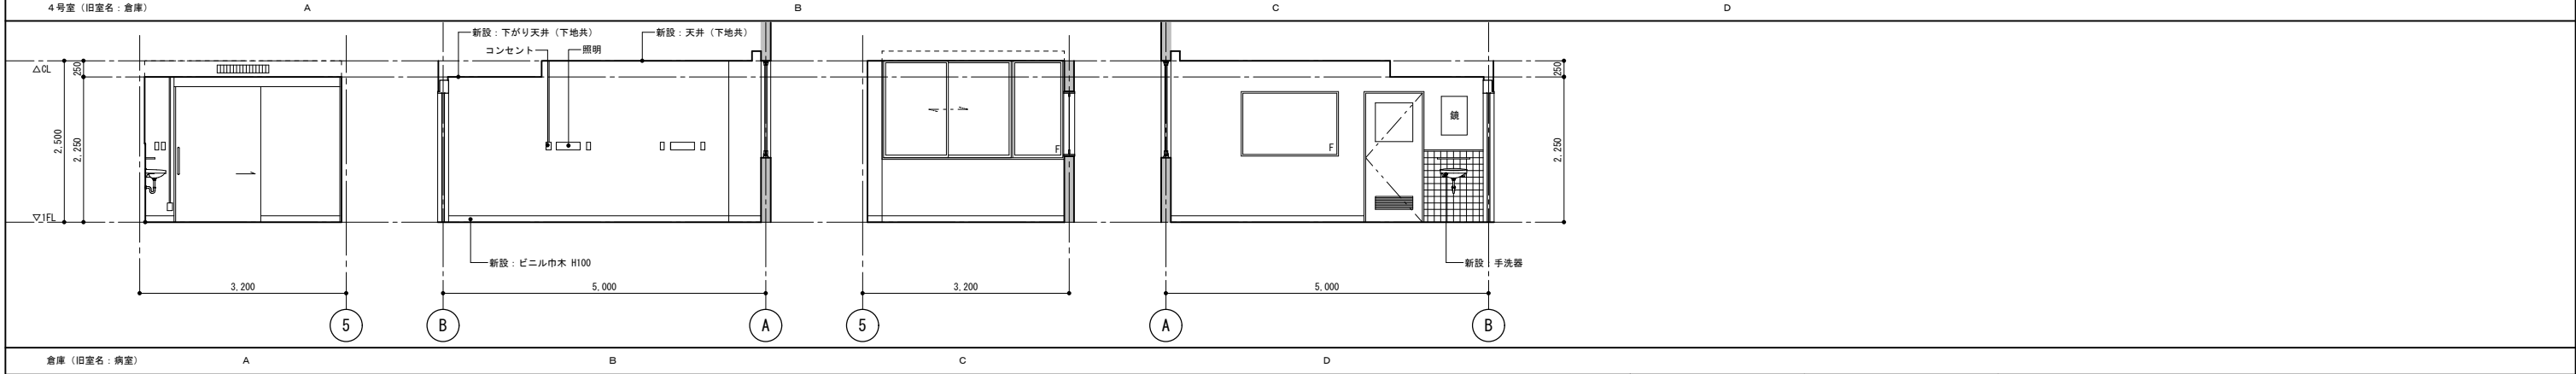 4号室（旧室名：倉庫） A B C D
新設：下がり天井（下地共）
新設：天井（下地共）
コンセント
照明
△CL
250
2,500
2,250
▽1FL
F
F
鏡
250
2,250
新設：ビニル巾木 H100
新設：手洗器
3,200
5,000
3,200
5,000
5
B
A
5
A
B
倉庫（旧室名：病室） A B C D